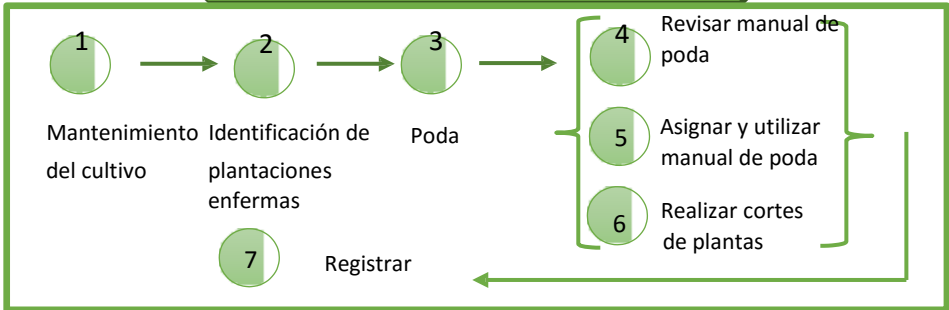 1
Mantenimiento
del cultivo
2
Identificación de
plantaciones
enfermas
3
Poda
4
Revisar manual de
poda
5
Asignar y utilizar
manual de poda
6
Realizar cortes
de plantas
7
Registrar